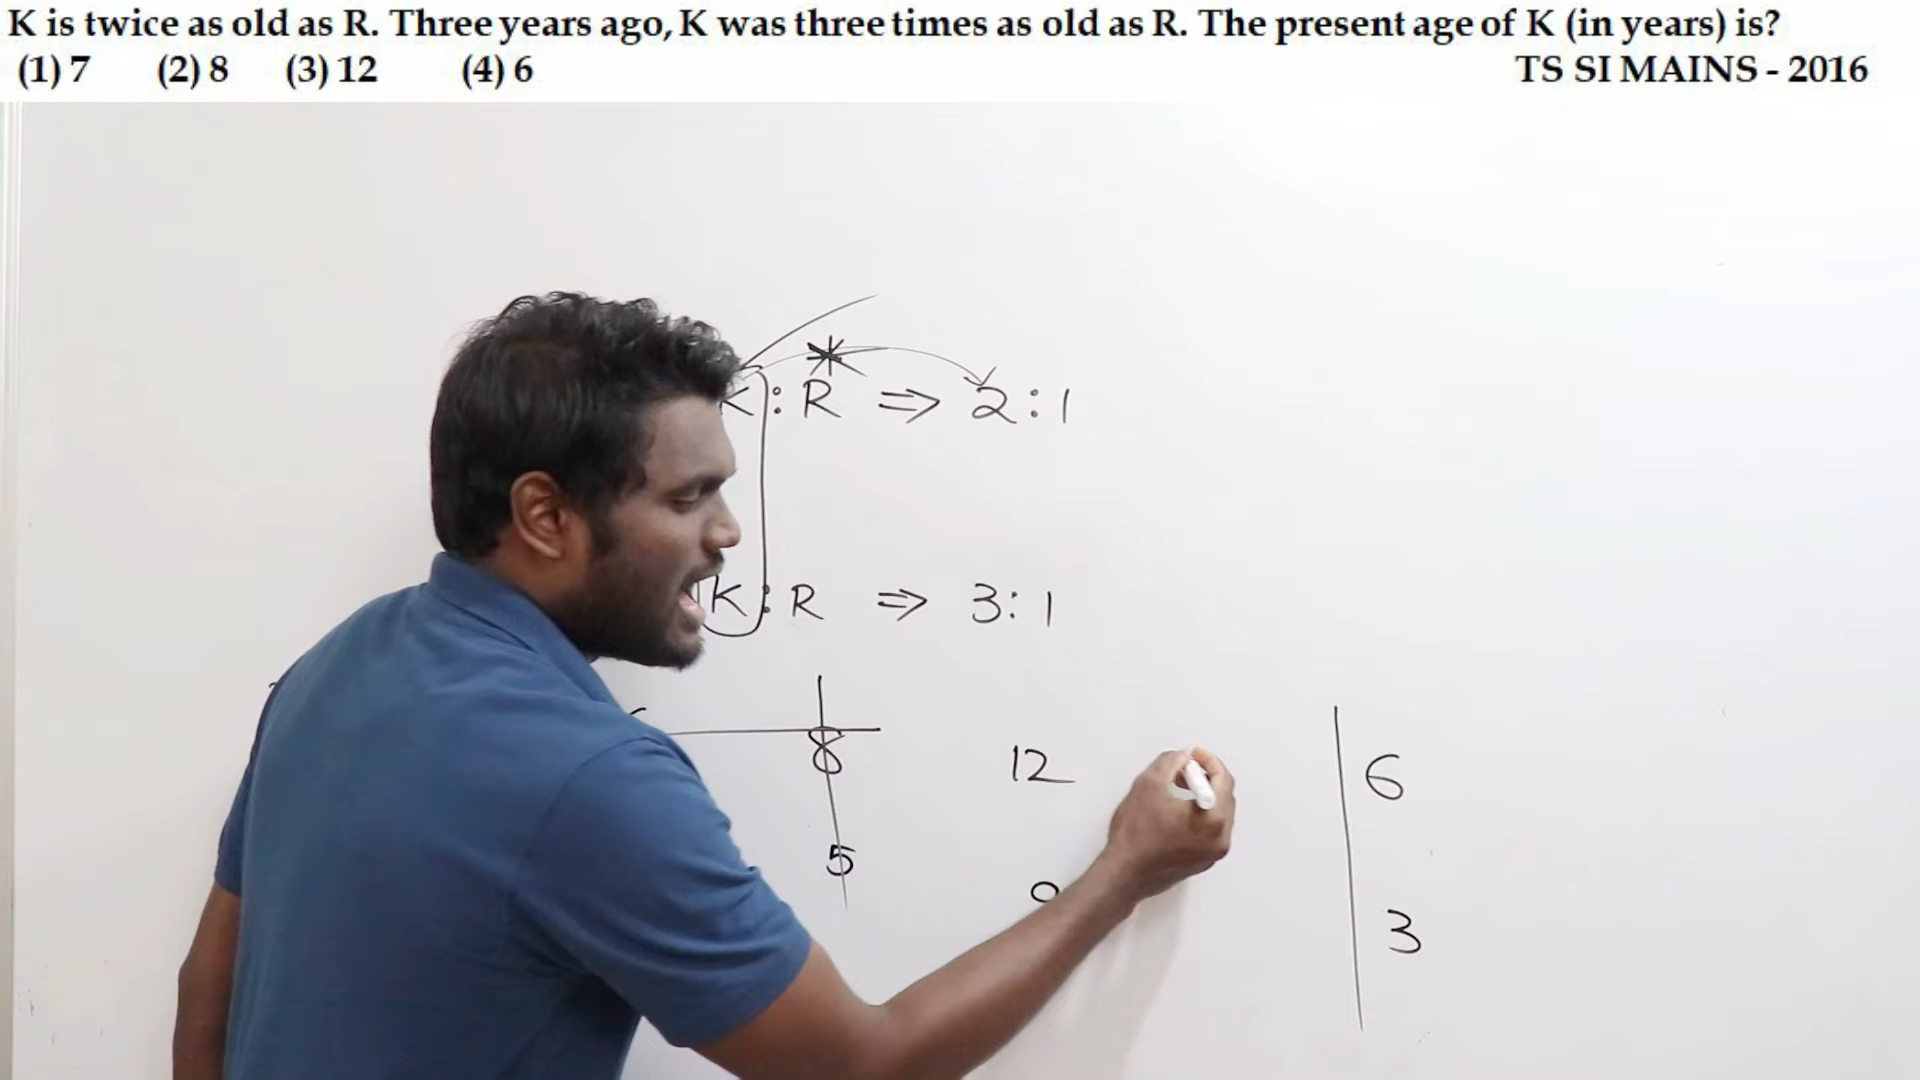 K is twice as old as R. Three years ago, K was three times as old as R. The present age of K (in years) is?
(1) 7 (2) 8 (3) 12 (4) 6 TS SI MAINS - 2016
K : R ⇒ 2 : 1
K : R ⇒ 3 : 1
8 12 6
5 9 3